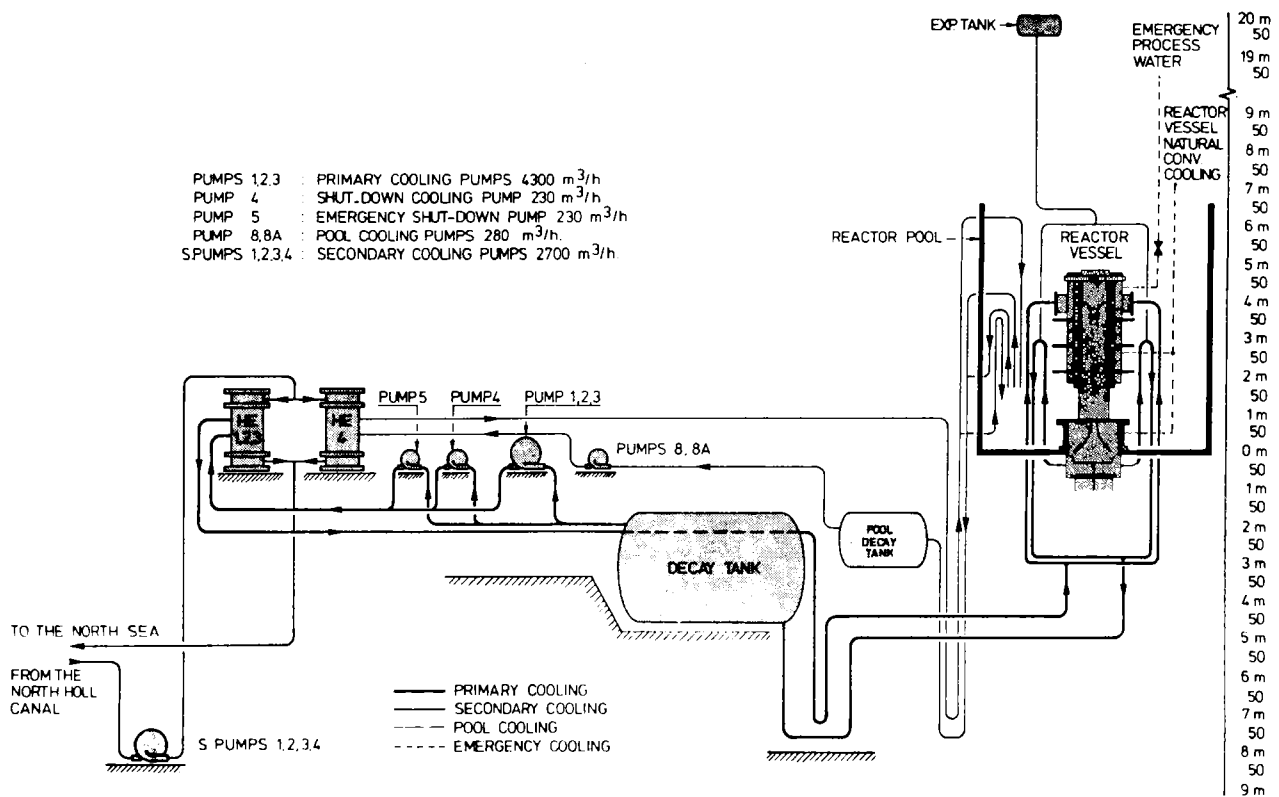 EXP. TANK
EMERGENCY
PROCESS
WATER
REACTOR
VESSEL
NATURAL
CONV.
COOLING
20 m
50
19 m
50
9 m
50
8 m
50
7 m
50
6 m
50
5 m
50
4 m
50
3 m
50
2 m
50
1 m
50
0 m
50
1 m
50
2 m
50
3 m
50
4 m
50
5 m
50
6 m
50
7 m
50
8 m
50
9 m
PUMPS 1,2,3 : PRIMARY COOLING PUMPS 4300 m³/h
PUMP 4 : SHUT-DOWN COOLING PUMP 230 m³/h
PUMP 5 : EMERGENCY SHUT-DOWN PUMP 230 m³/h
PUMP 8,8A : POOL COOLING PUMPS 280 m³/h.
S.PUMPS 1,2,3,4 : SECONDARY COOLING PUMPS 2700 m³/h.
REACTOR POOL
REACTOR
VESSEL
HE
1,2,3
HE
4
PUMP 5
PUMP 4
PUMP 1,2,3
PUMPS 8, 8A
DECAY TANK
POOL
DECAY
TANK
TO THE NORTH SEA
FROM THE
NORTH HOLL
CANAL
S PUMPS 1,2,3,4
PRIMARY COOLING
SECONDARY COOLING
POOL COOLING
EMERGENCY COOLING